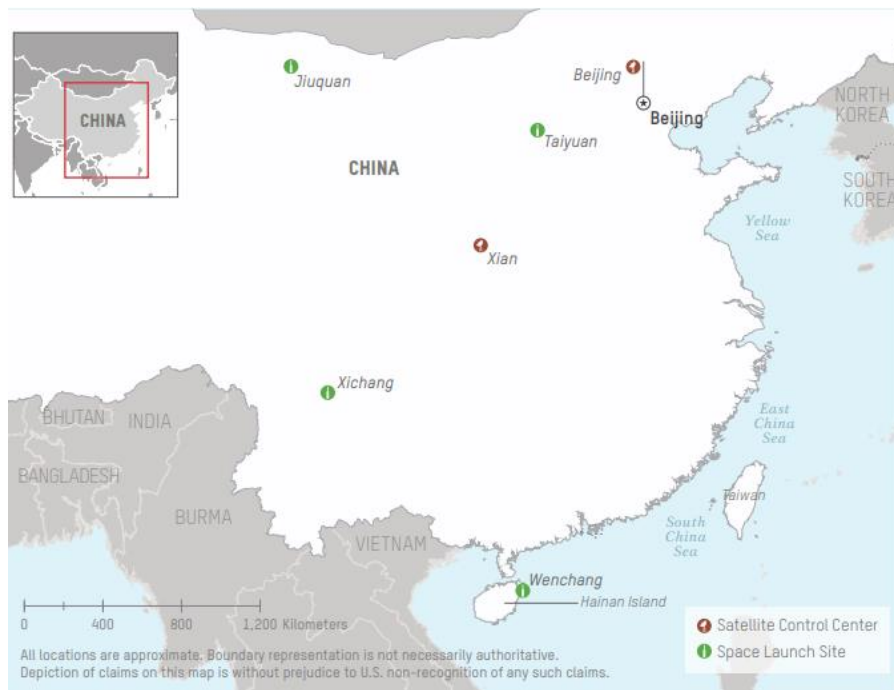 CHINA
Jiuquan
Beijing
Beijing
NORTH
KOREA
Taiyuan
CHINA
SOUTH
KOREA
Yellow
Sea
Xian
Xichang
BHUTAN
INDIA
East
China
Sea
BANGLADESH
Taiwan
BURMA
South
China
Sea
VIETNAM
Wenchang
Hainan Island
0 400 800 1,200 Kilometers
Satellite Control Center
Space Launch Site
All locations are approximate. Boundary representation is not necessarily authoritative.
Depiction of claims on this map is without prejudice to U.S. non-recognition of any such claims.